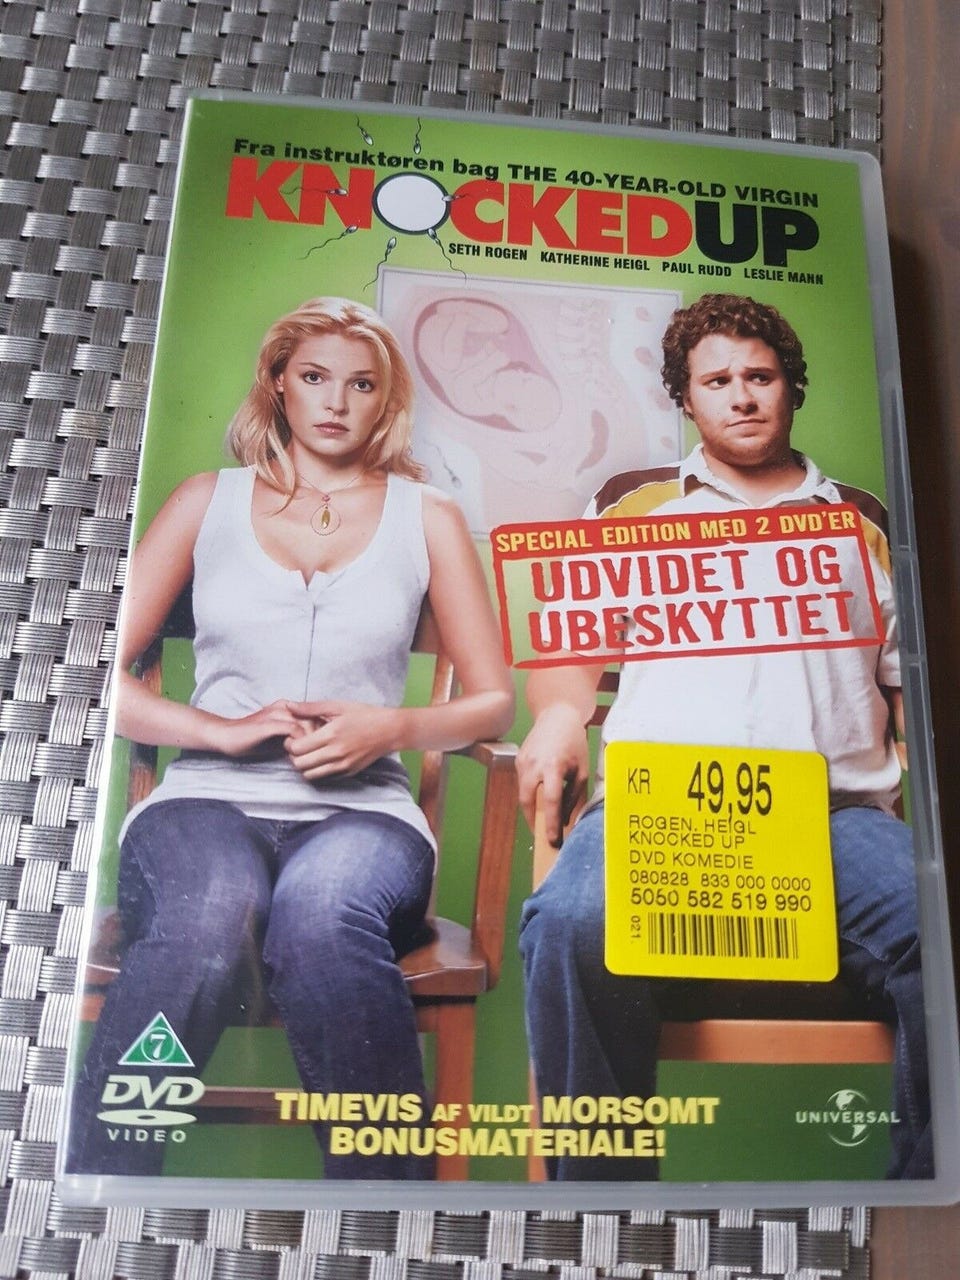 Fra instruktøren bag THE 40-YEAR-OLD VIRGIN
KNOCKED UP
SETH ROGEN KATHERINE HEIGL PAUL RUDD LESLIE MANN
SPECIAL EDITION MED 2 DVD'ER
UDVIDET OG
UBESKYTTET
KR 49,95
ROGEN, HEIGL
KNOCKED UP
DVD KOMEDIE
080828 833 000 0000
5050 582 519 990
021
7
DVD
VIDEO
TIMEVIS AF VILDT MORSOMT
BONUSMATERIALE!
UNIVERSAL